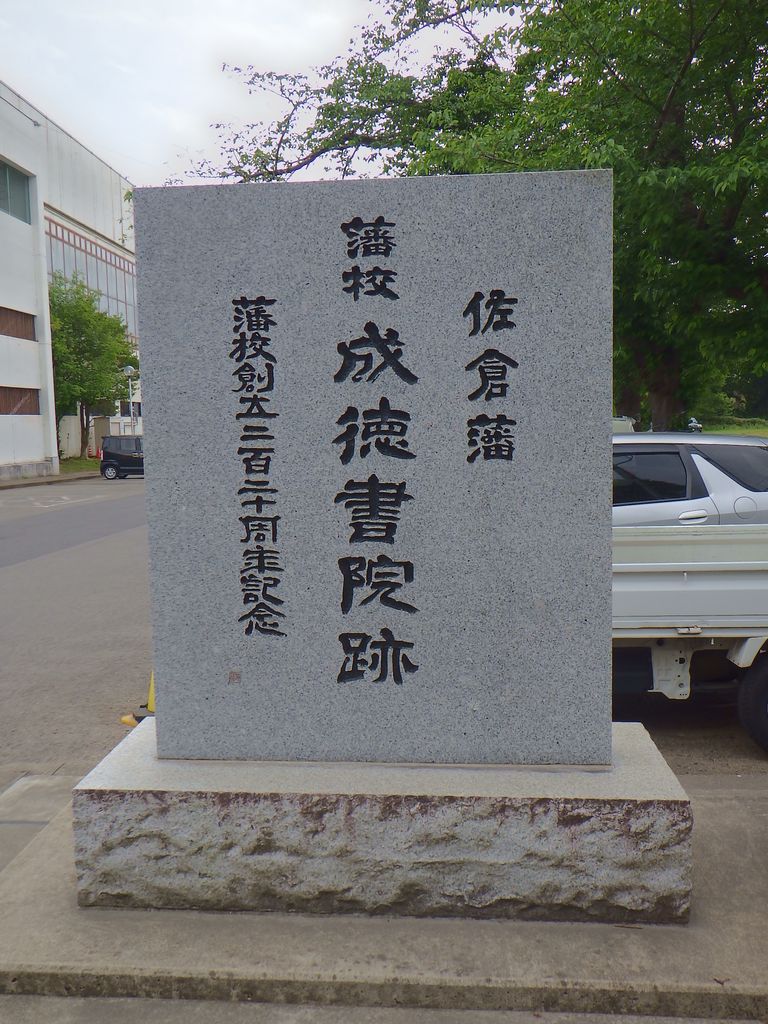 佐倉藩
藩校 成徳書院跡
藩校創立二百二十周年記念